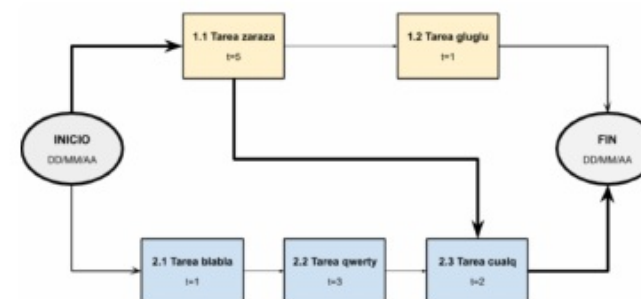 1.1 Tarea zaraza
t=5
1.2 Tarea gluglu
t=1
INICIO
DD/MM/AA
FIN
DD/MM/AA
2.1 Tarea blabla
t=1
2.2 Tarea qwerty
t=3
2.3 Tarea cualq
t=2